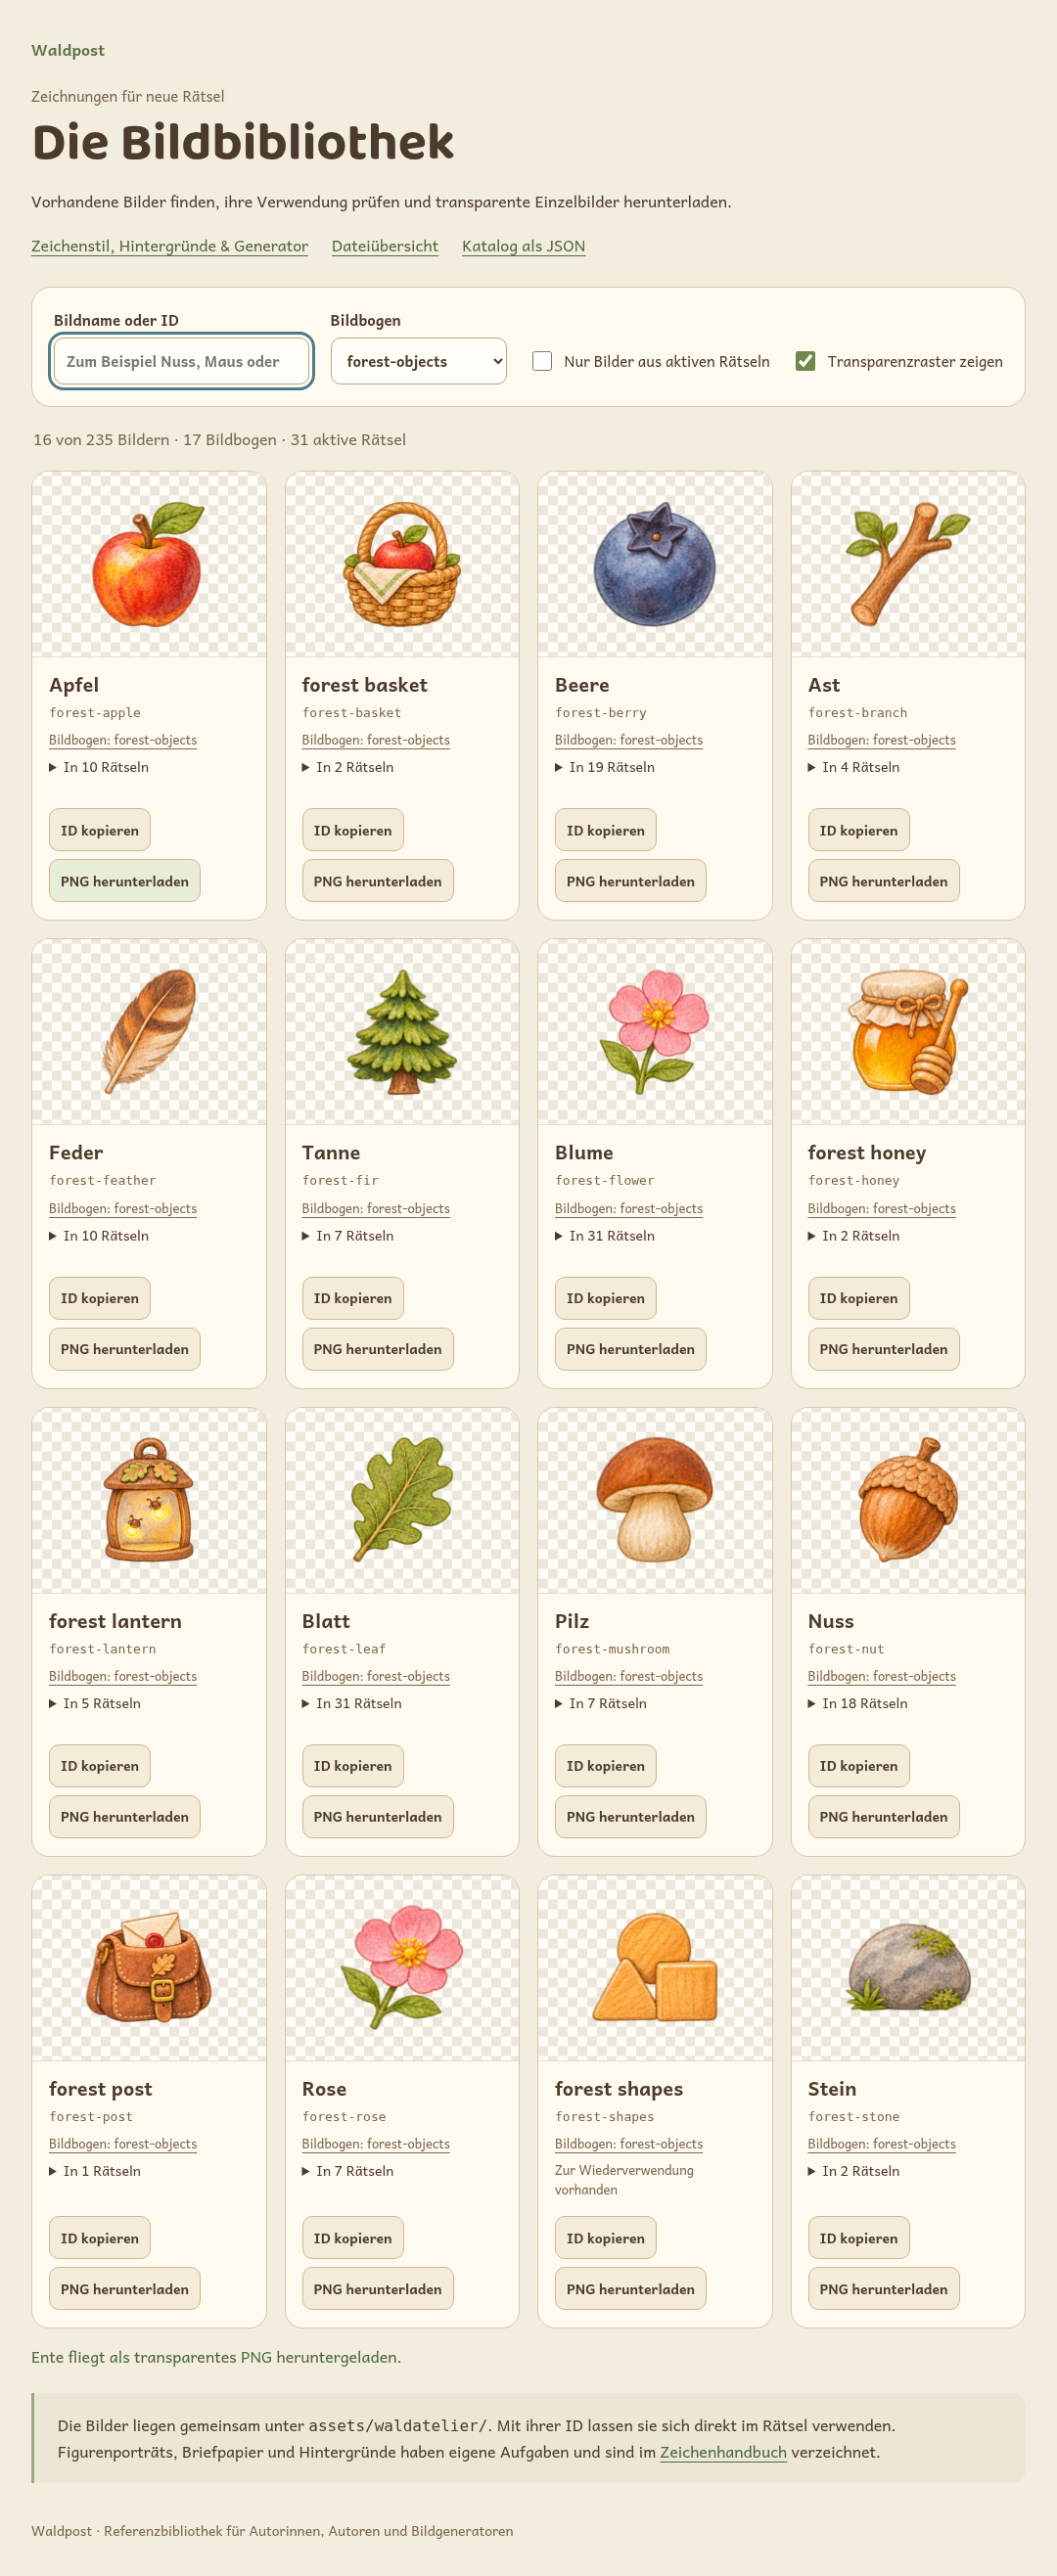 Waldpost
Zeichnungen für neue Rätsel
Die Bildbibliothek
Vorhandene Bilder finden, ihre Verwendung prüfen und transparente Einzelbilder herunterladen.
Zeichenstil, Hintergründe & Generator Dateiübersicht Katalog als JSON
Bildname oder ID Bildbogen
Zum Beispiel Nuss, Maus oder forest-objects Nur Bilder aus aktiven Rätseln Transparenzraster zeigen
16 von 235 Bildern · 17 Bildbogen · 31 aktive Rätsel
Apfel forest basket Beere Ast
forest-apple forest-basket forest-berry forest-branch
Bildbogen: forest-objects Bildbogen: forest-objects Bildbogen: forest-objects Bildbogen: forest-objects
In 10 Rätseln In 2 Rätseln In 19 Rätseln In 4 Rätseln
ID kopieren ID kopieren ID kopieren ID kopieren
PNG herunterladen PNG herunterladen PNG herunterladen PNG herunterladen
Feder Tanne Blume forest honey
forest-feather forest-fir forest-flower forest-honey
Bildbogen: forest-objects Bildbogen: forest-objects Bildbogen: forest-objects Bildbogen: forest-objects
In 10 Rätseln In 7 Rätseln In 31 Rätseln In 2 Rätseln
ID kopieren ID kopieren ID kopieren ID kopieren
PNG herunterladen PNG herunterladen PNG herunterladen PNG herunterladen
forest lantern Blatt Pilz Nuss
forest-lantern forest-leaf forest-mushroom forest-nut
Bildbogen: forest-objects Bildbogen: forest-objects Bildbogen: forest-objects Bildbogen: forest-objects
In 5 Rätseln In 31 Rätseln In 7 Rätseln In 18 Rätseln
ID kopieren ID kopieren ID kopieren ID kopieren
PNG herunterladen PNG herunterladen PNG herunterladen PNG herunterladen
forest post Rose forest shapes Stein
forest-post forest-rose forest-shapes forest-stone
Bildbogen: forest-objects Bildbogen: forest-objects Bildbogen: forest-objects Bildbogen: forest-objects
In 1 Rätseln In 7 Rätseln Zur Wiederverwendung In 2 Rätseln
vorhanden
ID kopieren ID kopieren ID kopieren ID kopieren
PNG herunterladen PNG herunterladen PNG herunterladen PNG herunterladen
Ente fliegt als transparentes PNG heruntergeladen.
Die Bilder liegen gemeinsam unter assets/waldatelier/. Mit ihrer ID lassen sie sich direkt im Rätsel verwenden.
Figurenporträts, Briefpapier und Hintergründe haben eigene Aufgaben und sind im Zeichenhandbuch verzeichnet.
Waldpost · Referenzbibliothek für Autorinnen, Autoren und Bildgeneratoren